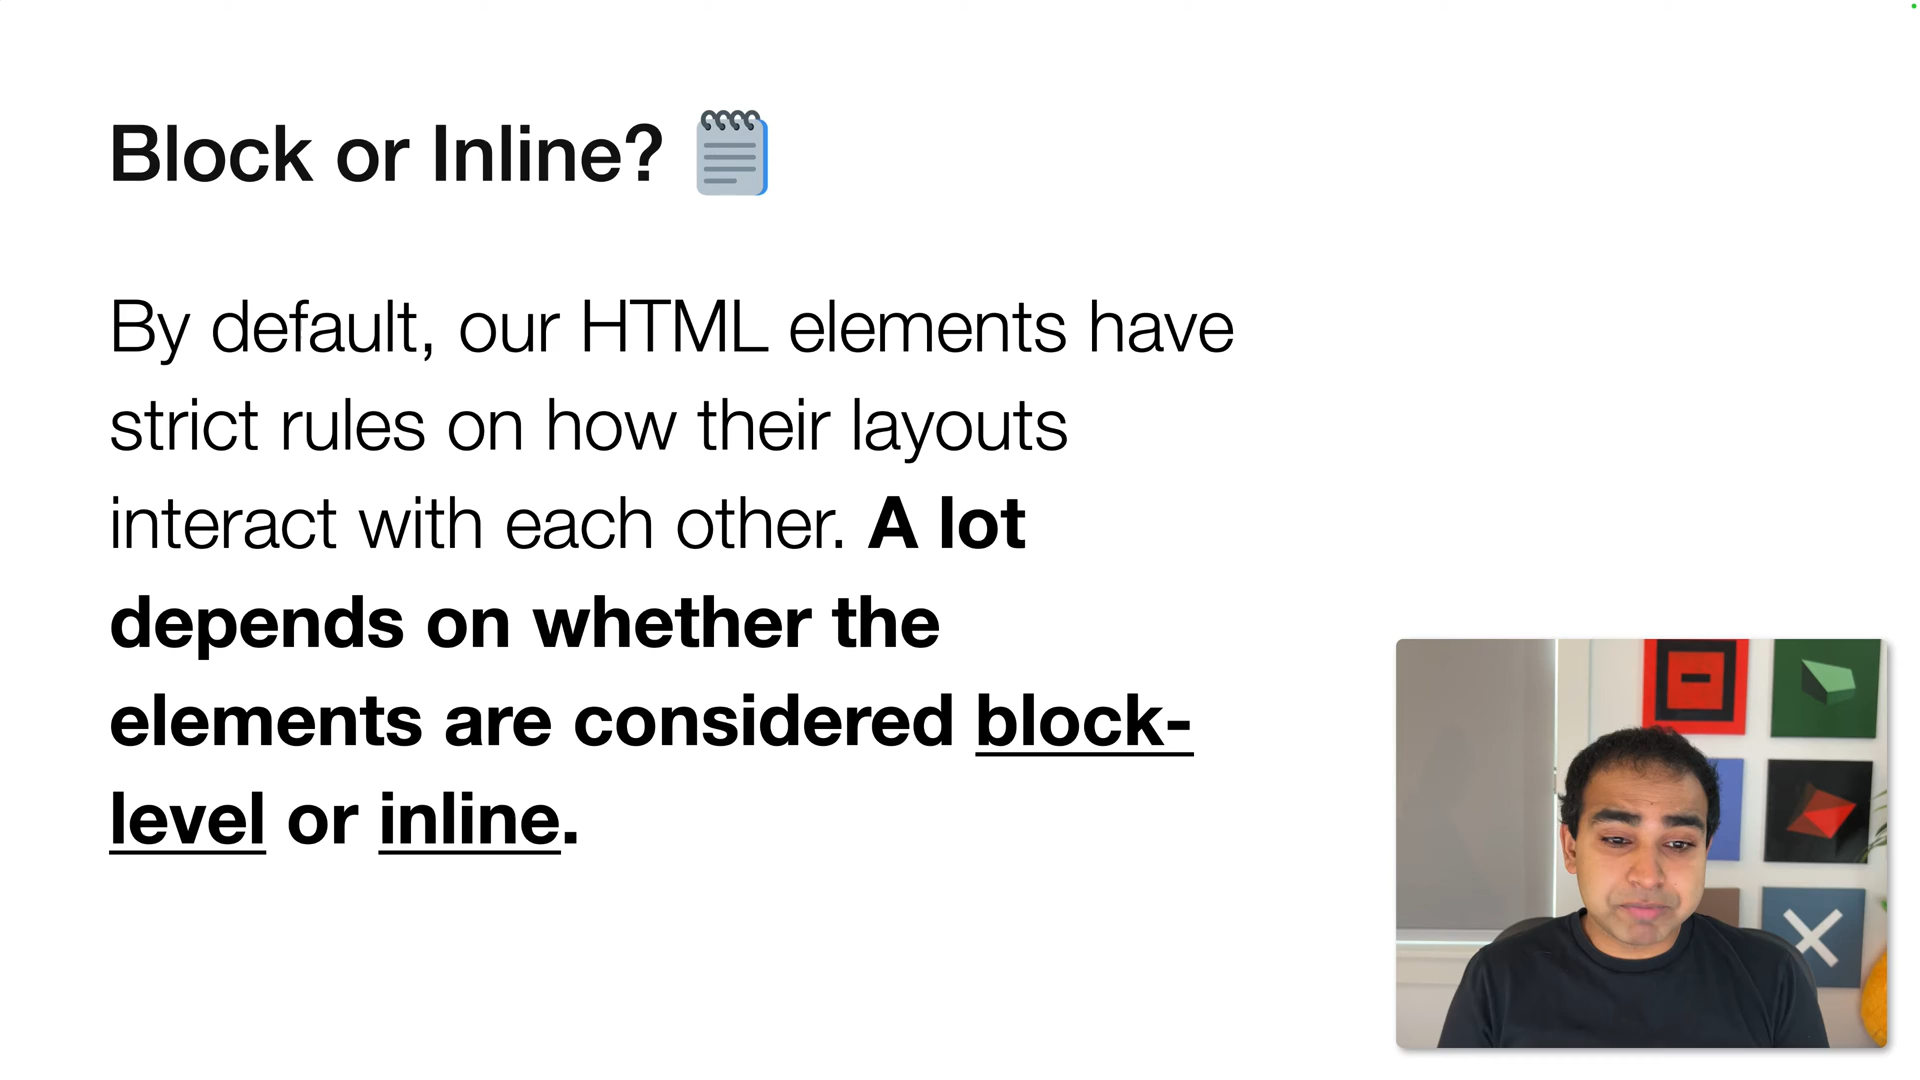 Block or Inline?
By default, our HTML elements have
strict rules on how their layouts
interact with each other. A lot
depends on whether the
elements are considered block-
level or inline.